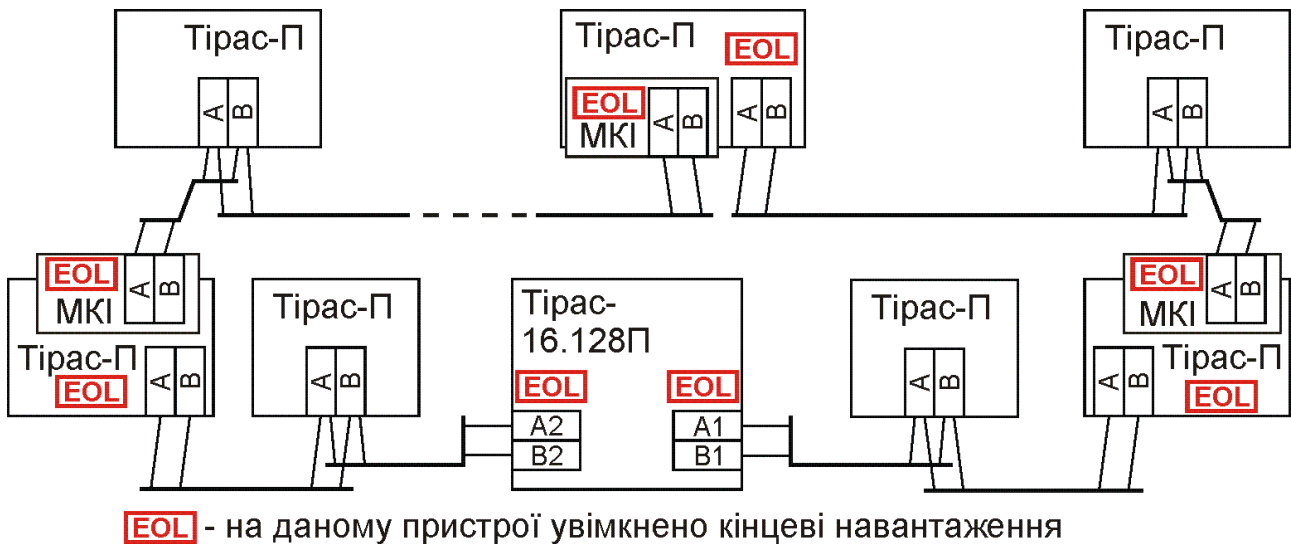 Тірас-П
A
B
Тірас-П
EOL
EOL
МКІ
A
B
A
B
Тірас-П
A
B
EOL
МКІ
A
B
Тірас-П
EOL
A
B
Тірас-П
A
B
Тірас-
16.128П
EOL
EOL
A2
B2
A1
B1
Тірас-П
A
B
EOL
МКІ
A
B
Тірас-П
EOL
A
B
EOL - на даному пристрої увімкнено кінцеві навантаження